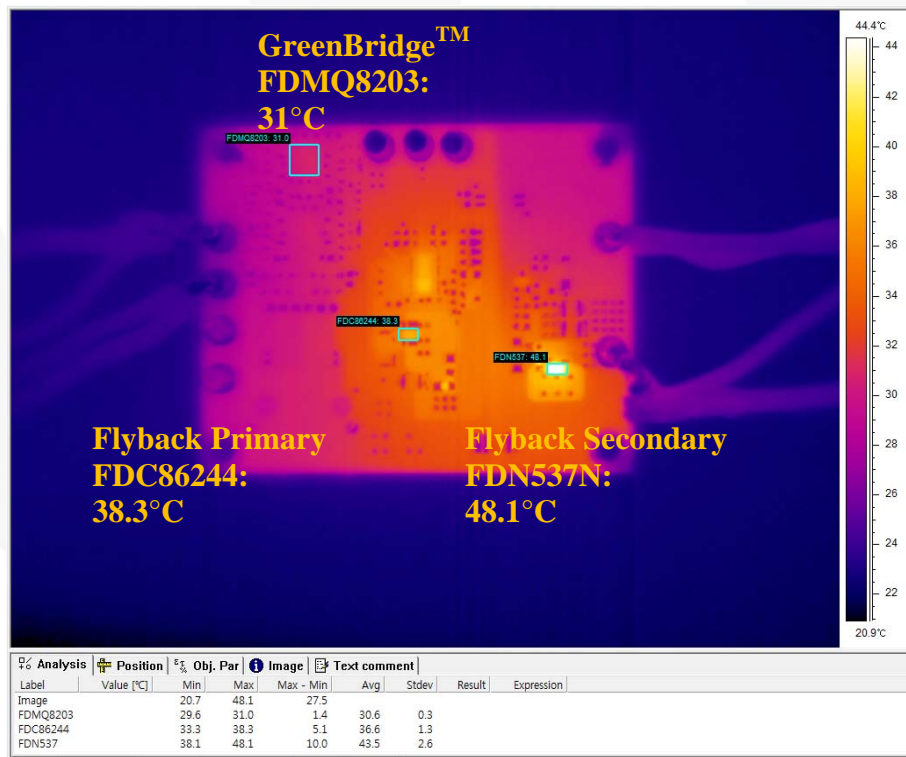 GreenBridge™
FDMQ8203:
31°C
FDMQ8203: 31.0
FDC86244: 38.3
FDN537: 48.1
Flyback Primary
FDC86244:
38.3°C
Flyback Secondary
FDN537N:
48.1°C
44.4℃
44
42
40
38
36
34
32
30
28
26
24
22
20.9℃
Analysis Position Obj. Par Image Text comment
Label Value [℃] Min Max Max - Min Avg Stdev Result Expression
Image 20.7 48.1 27.5
FDMQ8203 29.6 31.0 1.4 30.6 0.3
FDC86244 33.3 38.3 5.1 36.6 1.3
FDN537 38.1 48.1 10.0 43.5 2.6